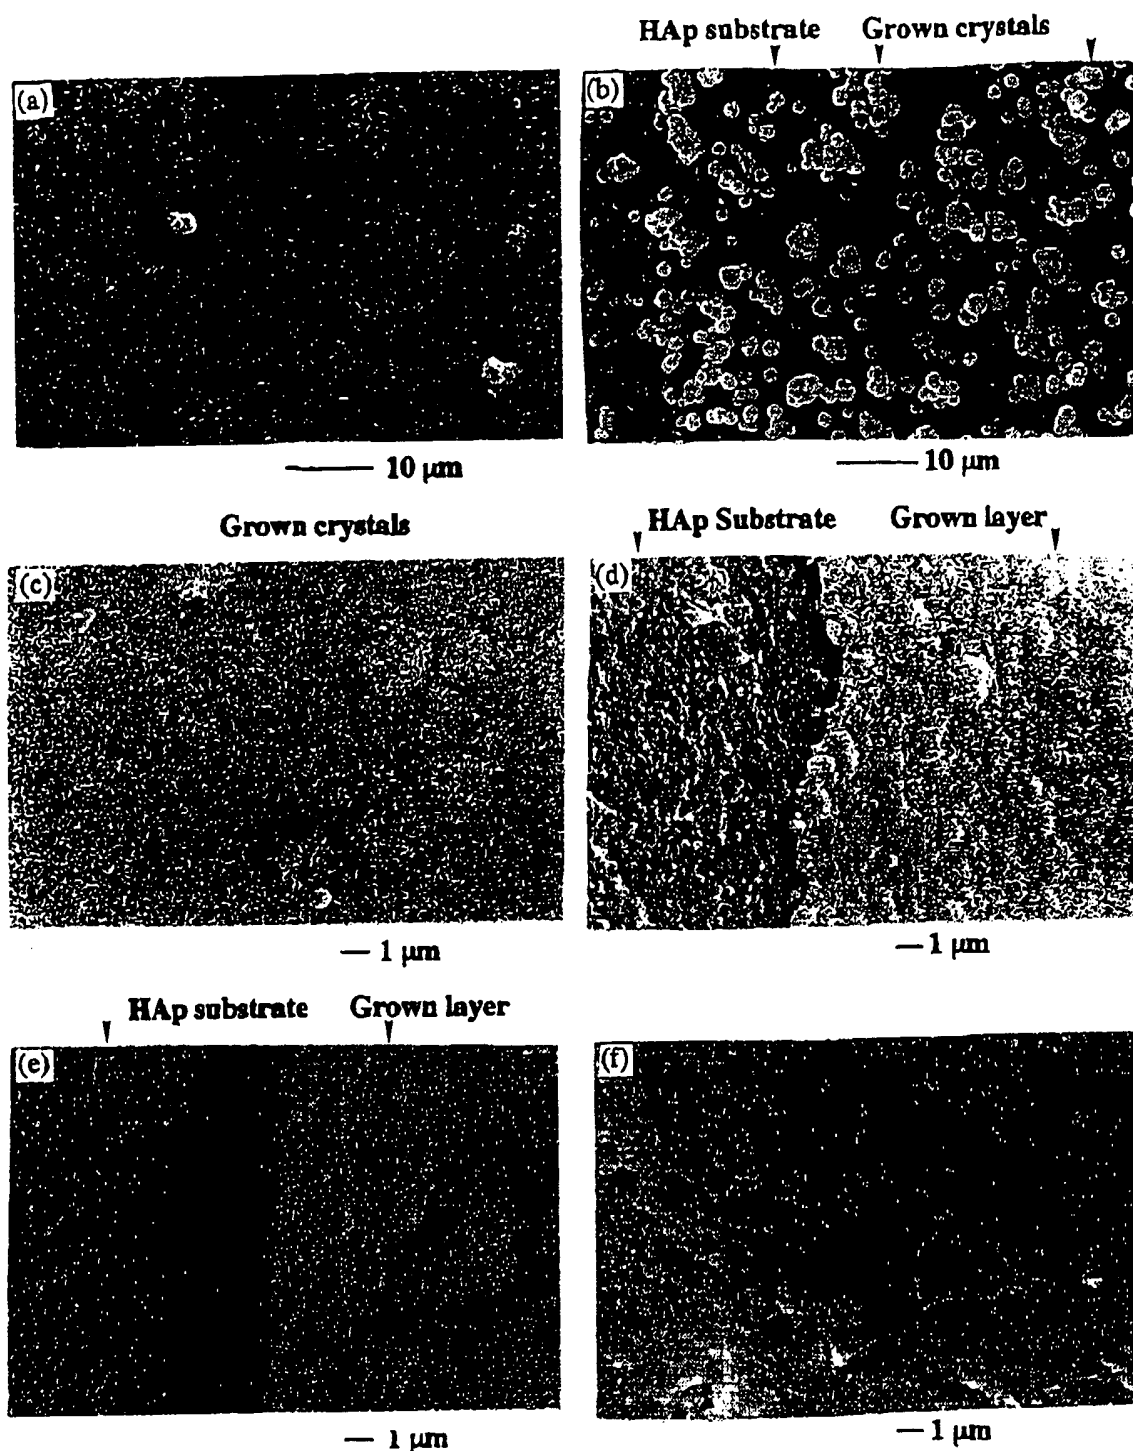 HAp substrate Grown crystals
(a)
(b)
10 μm
10 μm
Grown crystals
HAp Substrate Grown layer
(c)
(d)
1 μm
1 μm
HAp substrate Grown layer
(e)
(f)
1 μm
1 μm